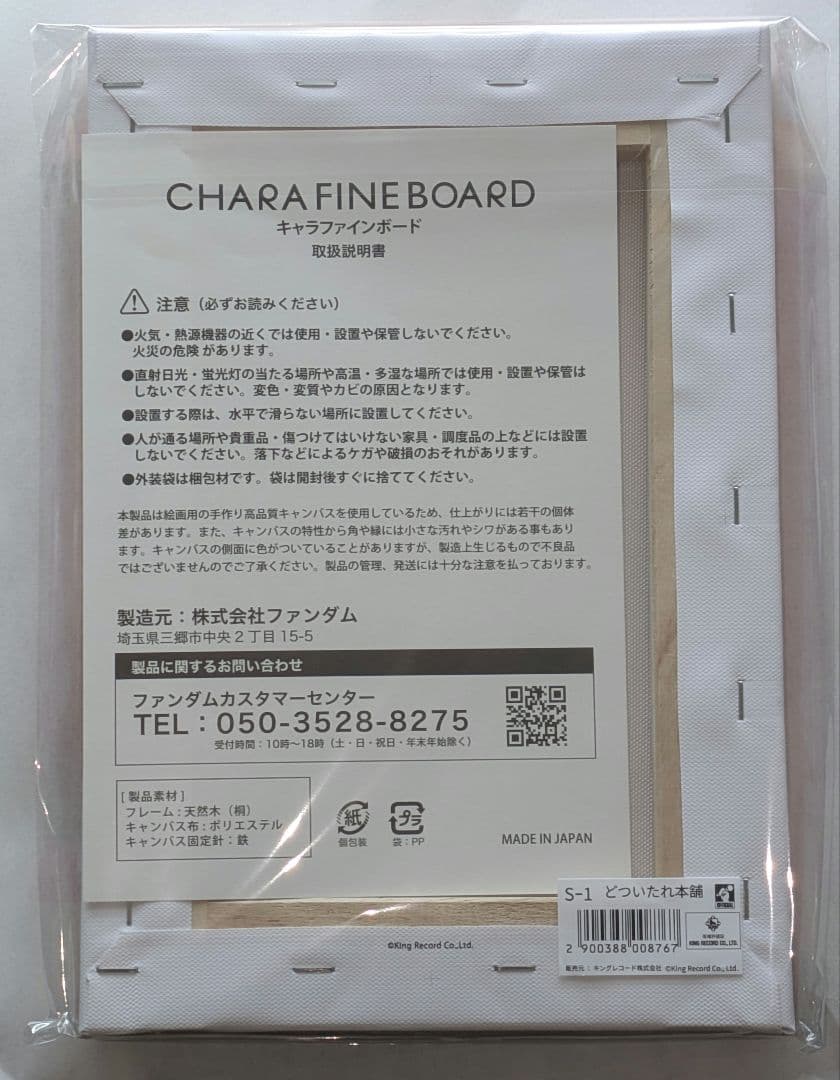 CHARA FINE BOARD
キャラファインボード
取扱説明書
注意（必ずお読みください）
●火気・熱源機器の近くでは使用・設置や保管しないでください。
火災の危険 があります。
●直射日光・蛍光灯の当たる場所や高温・多湿な場所では使用・設置や保管は
しないでください。変色・変質やカビの原因となります。
●設置する際は、水平で滑らない場所に設置してください。
●人が通る場所や貴重品・傷つけてはいけない家具・調度品の上などには設置
しないでください。落下などによるケガや破損のおそれがあります。
●外装袋は梱包材です。袋は開封後すぐに捨ててください。
本製品は絵画用の手作り高品質キャンバスを使用しているため、仕上がりには若干の個体
差があります。また、キャンバスの特性から角や縁には小さな汚れやシワがある事もあり
ます。キャンバスの側面に色がついていることがありますが、製造上生じるもので不良品
ではございませんのでご了承ください。製品の管理、発送には十分な注意を払っております。
製造元：株式会社ファンダム
埼玉県三郷市中央２丁目15-5
製品に関するお問い合わせ
ファンダムカスタマーセンター
TEL：050-3528-8275
受付時間：10時～18時（土・日・祝日・年末年始除く）
[ 製品素材 ]
フレーム：天然木（桐）
キャンバス布：ポリエステル
キャンバス固定針：鉄
紙
個包装
プラ
袋：PP
MADE IN JAPAN
©King Record Co.,Ltd.
S-1 どついたれ本舗
OFFICIAL
2 900388 008767
KING RECORD CO., LTD.
販売元：キングレコード株式会社 ©King Record Co., Ltd.